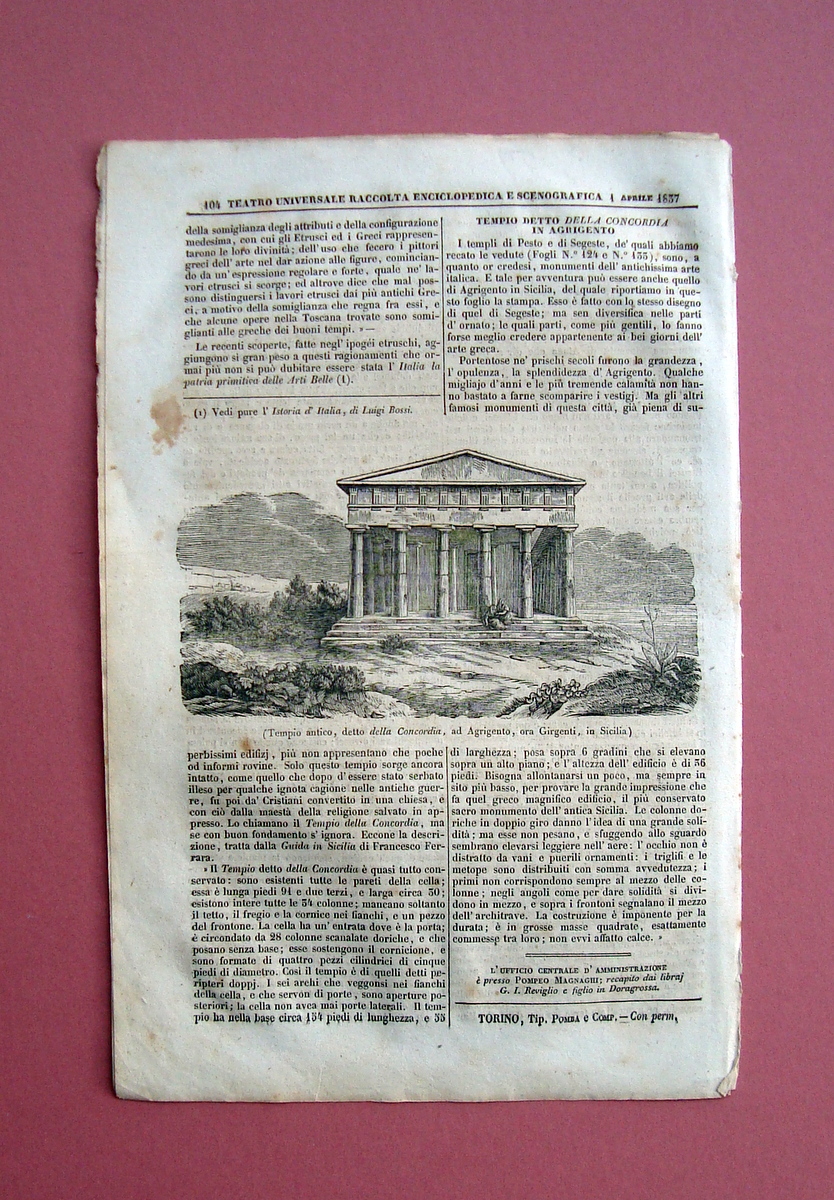 104 TEATRO UNIVERSALE RACCOLTA ENCICLOPEDICA E SCENOGRAFICA 1 APRILE 1837
della somiglianza degli attributi e della configurazione
medesima, con cui gli Etrusci ed i Greci rappresen-
tarono le loro divinità; dell' uso che fecero i pittori
greci dell' arte nel dar azione alle figure, comincian-
do da un' espressione regolare e forte, quale ne' la-
vori etrusci si scorge; ed altrove dice che mal pos-
sono distinguersi i lavori etrusci dai più antichi Gre-
ci, a motivo della somiglianza che regna fra essi, e
che alcune opere nella Toscana trovate sono somi-
glianti alle greche dei buoni tempi. » —
Le recenti scoperte, fatte negl' ipogéi etruschi, ag-
giungono sì gran peso a questi ragionamenti che or-
mai più non si può dubitare essere stata l' Italia la
patria primitiva delle Arti Belle (1).
(1) Vedi pure l' Istoria d' Italia, di Luigi Bossi.
TEMPIO DETTO DELLA CONCORDIA
IN AGRIGENTO
I templi di Pesto e di Segeste, de' quali abbiamo
recato le vedute (Fogli N.º 124 e N.º 133), sono, a
quanto or credesi, monumenti dell' antichissima arte
italica. E tale per avventura può essere anche quello
di Agrigento in Sicilia, del quale riportiamo in que-
sto foglio la stampa. Esso è fatto con lo stesso disegno
di quel di Segeste; ma sen diversifica nelle parti
d' ornato; le quali parti, come più gentili, lo fanno
forse meglio credere appartenente ai bei giorni dell'
arte greca.
Portentose ne' prischi secoli furono la grandezza,
l' opulenza, la splendidezza d' Agrigento. Qualche
migliajo d' anni e le più tremende calamità non han-
no bastato a farne scomparire i vestigj. Ma gli altri
famosi monumenti di questa città, già piena di su-
(Tempio antico, detto della Concordia, ad Agrigento, ora Girgenti, in Sicilia)
perbissimi edifizj, più non appresentano che poche
od informi rovine. Solo questo tempio sorge ancora
intatto, come quello che dopo d' essere stato serbato
illeso per qualche ignota cagione nelle antiche guer-
re, fu poi da' Cristiani convertito in una chiesa, e
con ciò dalla maestà della religione salvato in ap-
presso. Lo chiamano il Tempio della Concordia, ma
se con buon fondamento s' ignora. Eccone la descri-
zione, tratta dalla Guida in Sicilia di Francesco Fer-
rara.
» Il Tempio detto della Concordia è quasi tutto con-
servato: sono esistenti tutte le pareti della cella;
essa è lunga piedi 91 e due terzi, e larga circa 30;
esistono intere tutte le 34 colonne; mancano soltanto
il tetto, il fregio e la cornice nei fianchi, e un pezzo
del frontone. La cella ha un' entrata dove è la porta;
è circondato da 28 colonne scanalate doriche, e che
posano senza base; esse sostengono il cornicione, e
sono formate di quattro pezzi cilindrici di cinque
piedi di diametro. Così il tempio è di quelli detti pe-
ripteri doppj. I sei archi che veggonsi nei fianchi
della cella, e che servon di porte, sono aperture po-
steriori; la cella non avea mai porte laterali. Il tem-
pio ha nella base circa 154 piedi di lunghezza, e 55
di larghezza; posa sopra 6 gradini che si elevano
sopra un alto piano; e l' altezza dell' edificio è di 36
piedi. Bisogna allontanarsi un poco, ma sempre in
sito più basso, per provare la grande impressione che
fa quel greco magnifico edificio, il più conservato
sacro monumento dell' antica Sicilia. Le colonne do-
riche in doppio giro danno l' idea di una grande soli-
dità; ma esse non pesano, e sfuggendo allo sguardo
sembrano elevarsi leggiere nell' aere: l' occhio non è
distratto da vani e puerili ornamenti: i triglifi e le
metope sono distribuiti con somma avvedutezza; i
primi non corrispondono sempre al mezzo delle co-
lonne; negli angoli come per dare solidità si divi-
dono in mezzo, e sopra i frontoni segnalano il mezzo
dell' architrave. La costruzione è imponente per la
durata; è in grosse masse quadrate, esattamente
commesse tra loro; non evvi affatto calce. »
L' UFFICIO CENTRALE D' AMMINISTRAZIONE
è presso POMPEO MAGNAGHI; recapito dai libraj
G. I. Reviglio e figlio in Doragrossa.
TORINO, Tip. POMBA e COMP. — Con perm.